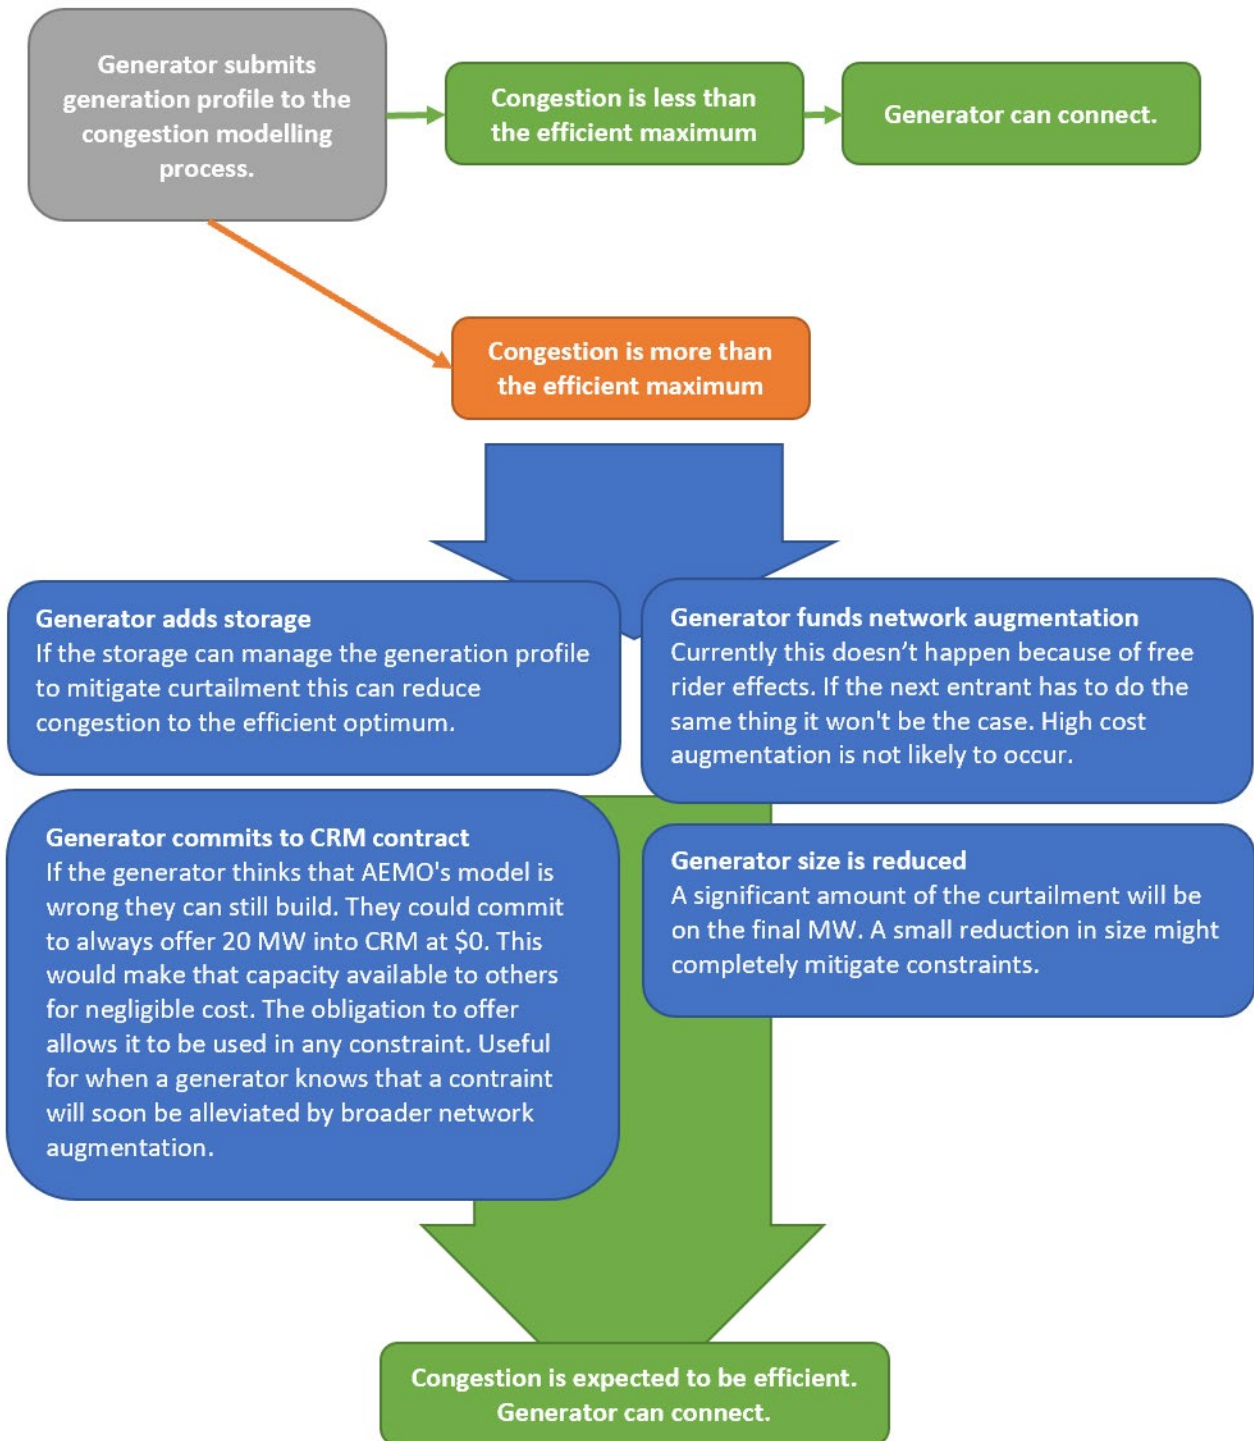 Generator submits
generation profile to the
congestion modelling
process.
Congestion is less than
the efficient maximum
Generator can connect.
Congestion is more than
the efficient maximum
Generator adds storage
If the storage can manage the generation profile
to mitigate curtailment this can reduce
congestion to the efficient optimum.
Generator funds network augmentation
Currently this doesn’t happen because of free
rider effects. If the next entrant has to do the
same thing it won't be the case. High cost
augmentation is not likely to occur.
Generator commits to CRM contract
If the generator thinks that AEMO's model is
wrong they can still build. They could commit
to always offer 20 MW into CRM at $0. This
would make that capacity available to others
for negligible cost. The obligation to offer
allows it to be used in any constraint. Useful
for when a generator knows that a contraint
will soon be alleviated by broader network
augmentation.
Generator size is reduced
A significant amount of the curtailment will be
on the final MW. A small reduction in size might
completely mitigate constraints.
Congestion is expected to be efficient.
Generator can connect.